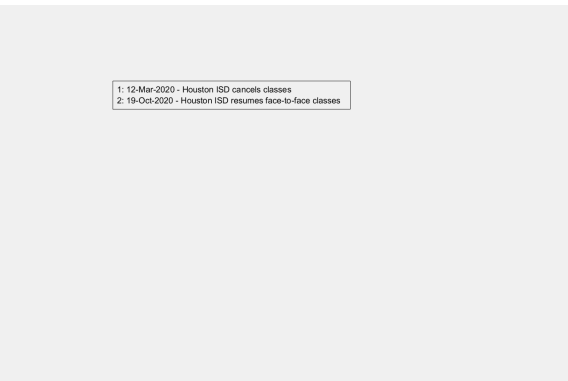 1: 12-Mar-2020 - Houston ISD cancels classes
2: 19-Oct-2020 - Houston ISD resumes face-to-face classes